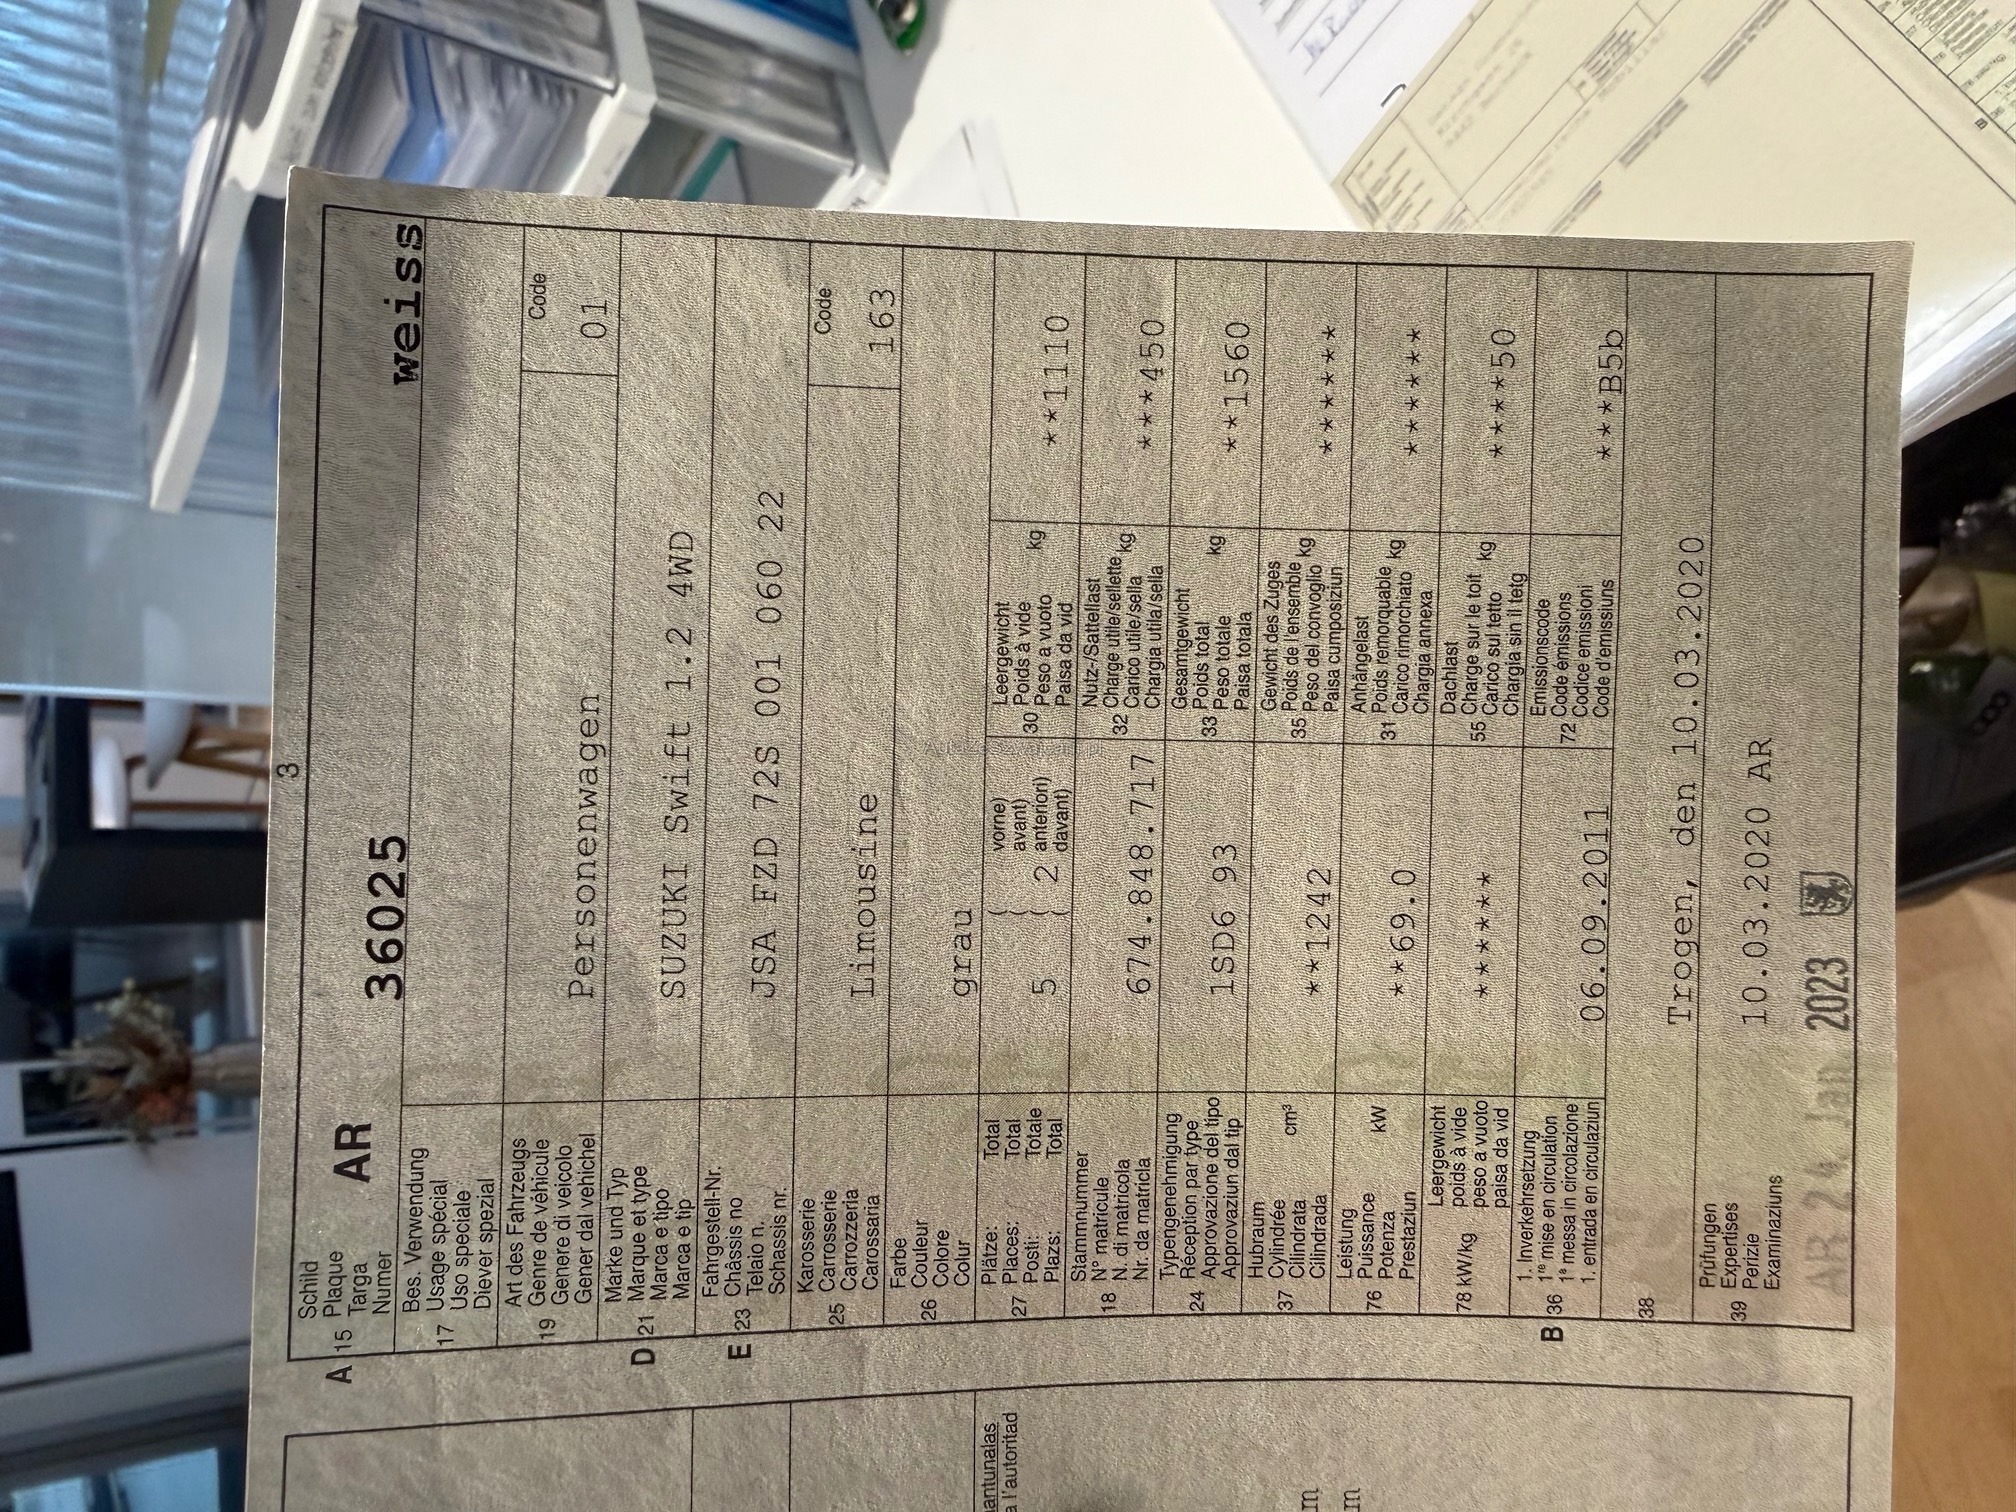 3
Schild
A 15 Plaque AR 36025 weiss
Targa
Numer
Bes. Verwendung
17 Usage spécial
Uso speciale
Diever spezial
Art des Fahrzeugs Code
19 Genre de véhicule
Genere di veicolo Personenwagen 01
Gener dal vehichel
Marke und Typ
D 21 Marque et type
Marca e tipo SUZUKI Swift 1.2 4WD
Marca e tip
Fahrgestell-Nr.
E 23 Châssis no
Telaio n. JSA FZD 72S 001 060 22
Schassis nr.
Karosserie Code
25 Carrosserie
Carrozzeria Limousine 163
Carossaria
Farbe
26 Couleur
Colore grau
Colur
Plätze: Total vorne)
27 Places: Total avant)
Posti: Totale 5 2 anteriori)
Plazs: Total davant)
Leergewicht
30 Poids à vide
Peso a vuoto kg **1110
Paisa da vid
Stammnummer
18 N° matricule
N. di matricola 674.848.717
Nr. da matricla
Nutz-/Sattellast
32 Charge utile/sellette kg ***450
Carico utile/sella
Chargia utila/sella
Typengenehmigung
24 Réception par type
Approvazione del tipo 1SD6 93
Approvaziun dal tip
Gesamtgewicht
33 Poids total
Peso totale kg **1560
Paisa totala
Hubraum
37 Cylindrée cm³
Cilindrata **1242
Cilindrada
Gewicht des Zuges
35 Poids de l'ensemble kg
Peso del convoglio ******
Paisa cumposiziun
Leistung
76 Puissance kW
Potenza **69.0
Prestaziun
Anhängelast
31 Poids remorquable kg
Carico rimorchiato ******
Chargia annexa
Leergewicht
78 kW/kg poids à vide
peso a vuoto ******
paisa da vid
Dachlast
55 Charge sur le toit kg
Carico sul tetto ****50
Chargia sin il tetg
1. Inverkehrsetzung
B 36 1re mise en circulation
1a messa in circolazione 06.09.2011
1. entrada en circulaziun
Emissionscode
72 Code émissions
Codice emissioni ***B5b
Code d'emissiuns
38 Trogen, den 10.03.2020
Prüfungen
39 Expertises
Perizie 10.03.2020 AR
Examinaziuns
AR 24 Jan 2023
antunalas
a l'autoritad
m
m